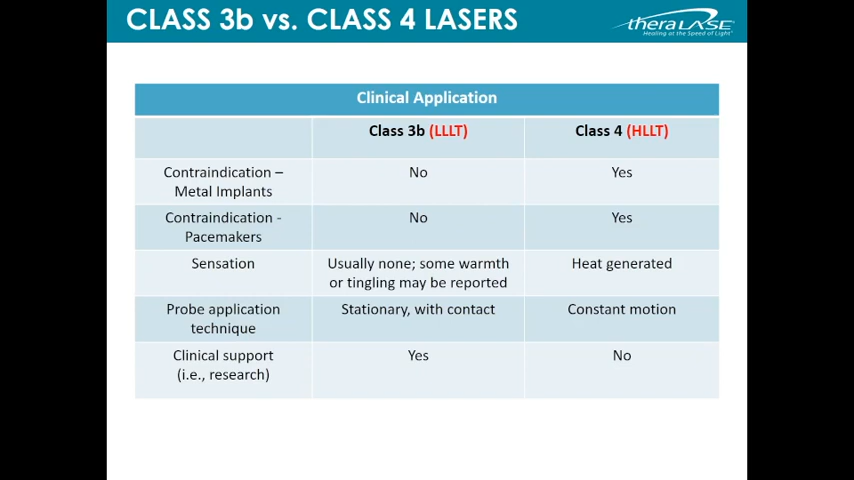 CLASS 3b vs. CLASS 4 LASERS
theraLASE
Healing at the Speed of Light
Clinical Application
Class 3b (LLLT) Class 4 (HLLT)
Contraindication – No Yes
Metal Implants
Contraindication - No Yes
Pacemakers
Sensation Usually none; some warmth Heat generated
or tingling may be reported
Probe application Stationary, with contact Constant motion
technique
Clinical support Yes No
(i.e., research)